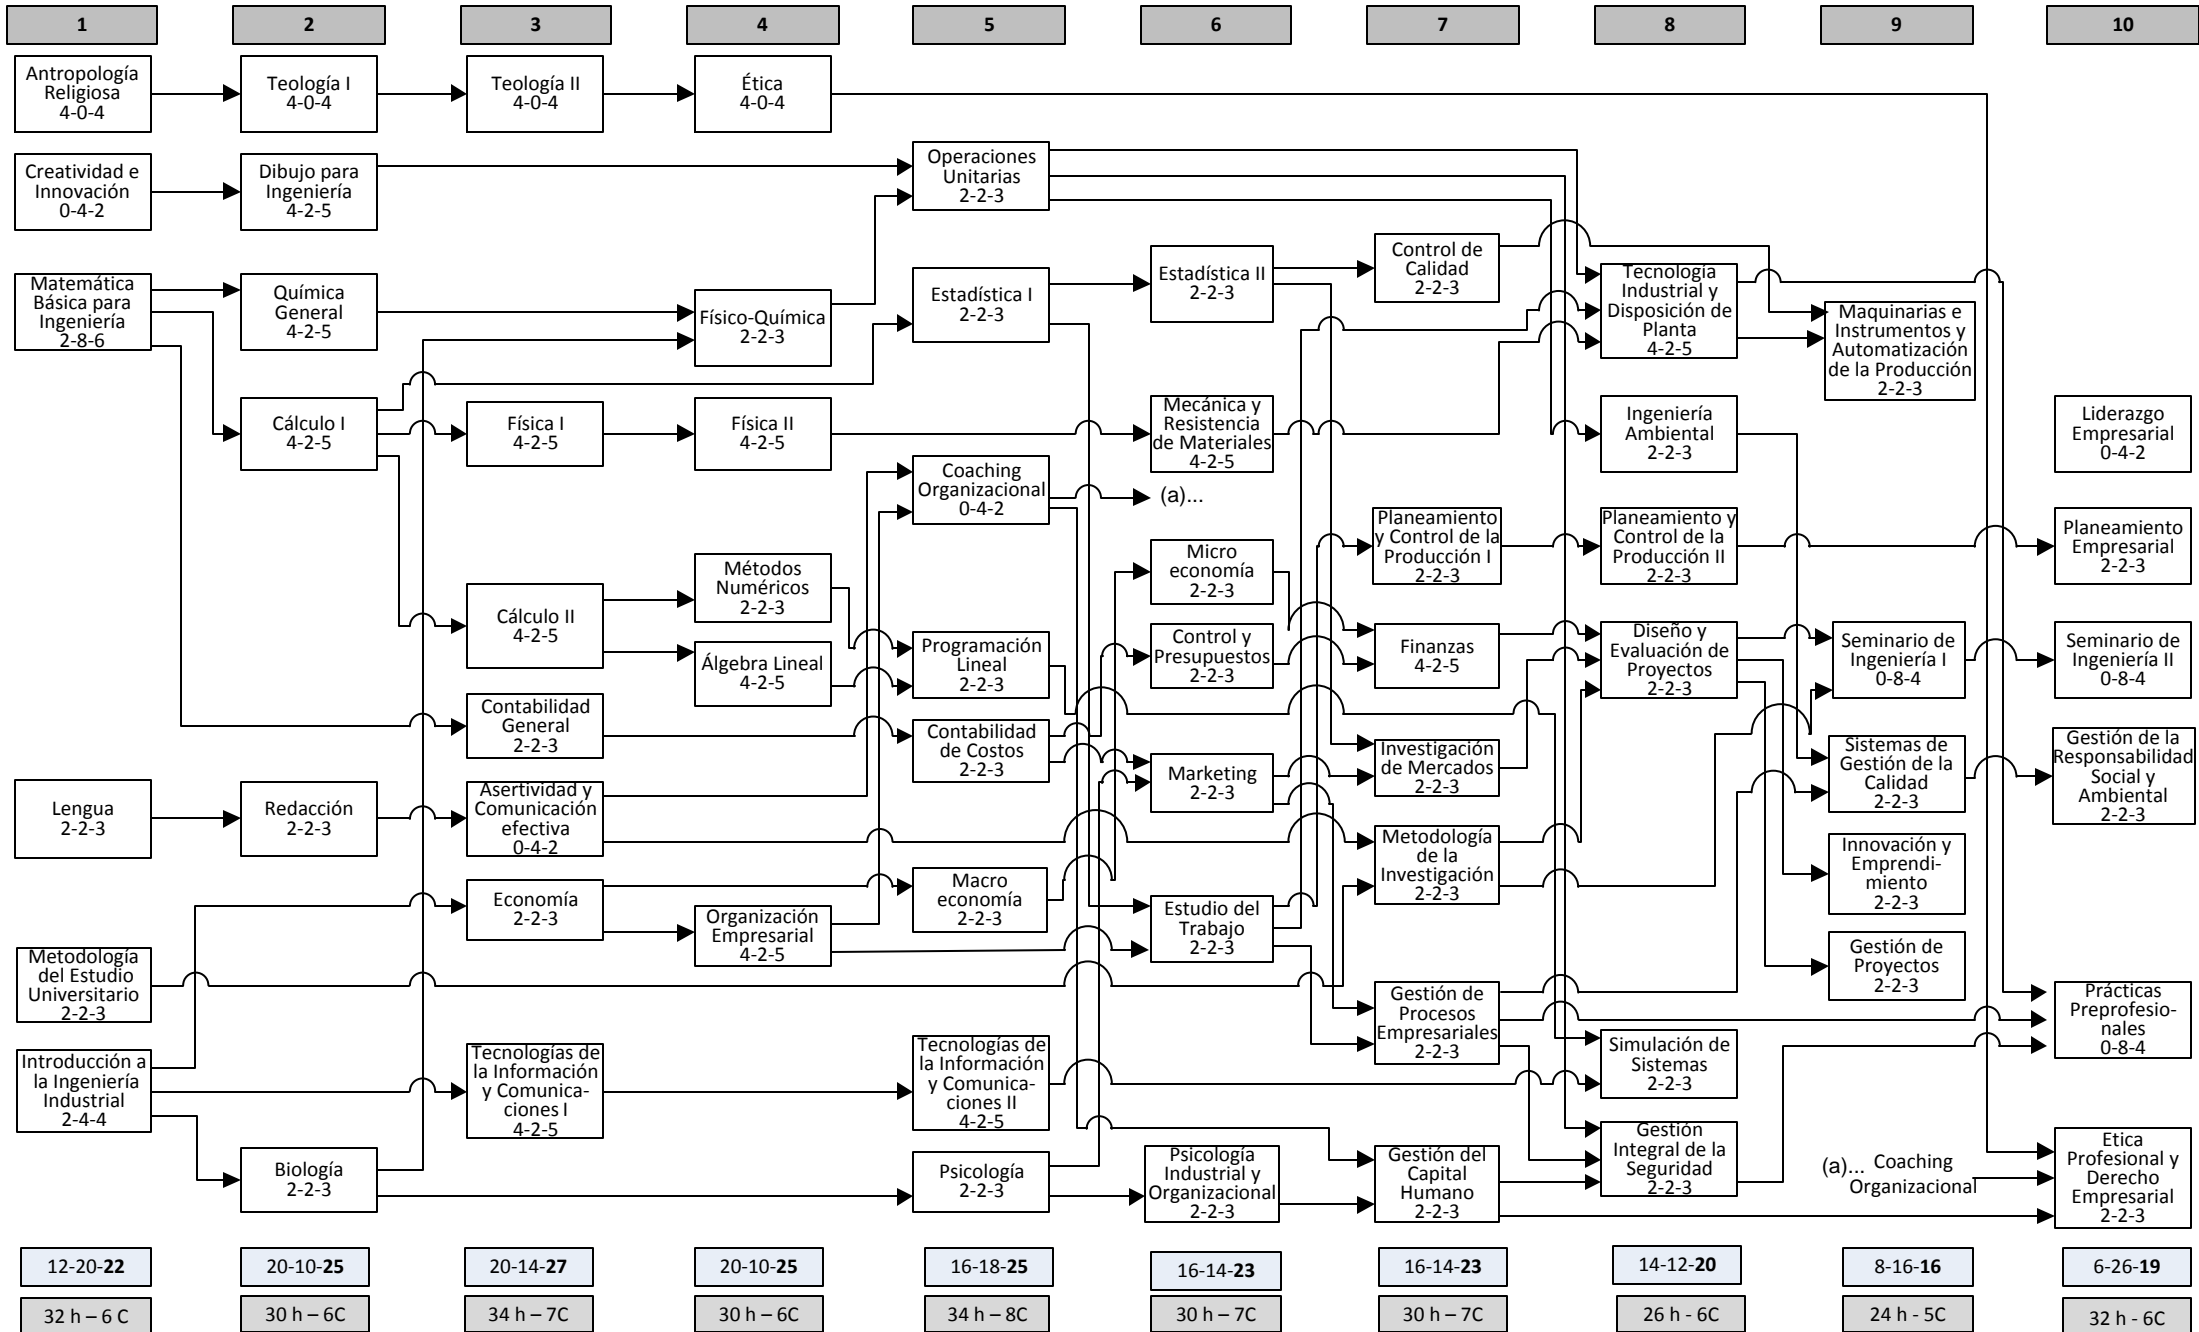 1
2
3
4
5
6
7
8
9
10
Antropología
Religiosa
4-0-4
Teología I
4-0-4
Teología II
4-0-4
Ética
4-0-4
Creatividad e
Innovación
0-4-2
Dibujo para
Ingeniería
4-2-5
Operaciones
Unitarias
2-2-3
Matemática
Básica para
Ingeniería
2-8-6
Química
General
4-2-5
Físico-Química
2-2-3
Estadística I
2-2-3
Estadística II
2-2-3
Control de
Calidad
2-2-3
Tecnología
Industrial y
Disposición de
Planta
4-2-5
Maquinarias e
Instrumentos y
Automatización
de la Producción
2-2-3
Cálculo I
4-2-5
Física I
4-2-5
Física II
4-2-5
Mecánica y
Resistencia
de Materiales
4-2-5
Ingeniería
Ambiental
2-2-3
Liderazgo
Empresarial
0-4-2
Coaching
Organizacional
0-4-2
(a)...
Cálculo II
4-2-5
Métodos
Numéricos
2-2-3
Álgebra Lineal
4-2-5
Programación
Lineal
2-2-3
Micro
economía
2-2-3
Control y
Presupuestos
2-2-3
Planeamiento
y Control de la
Producción I
2-2-3
Planeamiento y
Control de la
Producción II
2-2-3
Planeamiento
Empresarial
2-2-3
Finanzas
4-2-5
Diseño y
Evaluación de
Proyectos
2-2-3
Seminario de
Ingeniería I
0-8-4
Seminario de
Ingeniería II
0-8-4
Contabilidad
General
2-2-3
Contabilidad
de Costos
2-2-3
Marketing
2-2-3
Investigación
de Mercados
2-2-3
Sistemas de
Gestión de la
Calidad
2-2-3
Gestión de la
Responsabilidad
Social y
Ambiental
2-2-3
Lengua
2-2-3
Redacción
2-2-3
Asertividad y
Comunicación
efectiva
0-4-2
Metodología
de la
Investigación
2-2-3
Innovación y
Emprendi-
miento
2-2-3
Economía
2-2-3
Organización
Empresarial
4-2-5
Macro
economía
2-2-3
Estudio del
Trabajo
2-2-3
Gestión de
Proyectos
2-2-3
Metodología
del Estudio
Universitario
2-2-3
Gestión de
Procesos
Empresariales
2-2-3
Prácticas
Preprofesio-
nales
0-8-4
Introducción a
la Ingeniería
Industrial
2-4-4
Tecnologías de
la Información
y Comunica-
ciones I
4-2-5
Tecnologías de
la Información
y Comunica-
ciones II
4-2-5
Simulación de
Sistemas
2-2-3
Biología
2-2-3
Psicología
2-2-3
Psicología
Industrial y
Organizacional
2-2-3
Gestión del
Capital
Humano
2-2-3
Gestión
Integral de la
Seguridad
2-2-3
(a)... Coaching
Organizacional
Etica
Profesional y
Derecho
Empresarial
2-2-3
12-20-22
20-10-25
20-14-27
20-10-25
16-18-25
16-14-23
16-14-23
14-12-20
8-16-16
6-26-19
32 h – 6 C
30 h – 6C
34 h – 7C
30 h – 6C
34 h – 8C
30 h – 7C
30 h – 7C
26 h - 6C
24 h - 5C
32 h - 6C